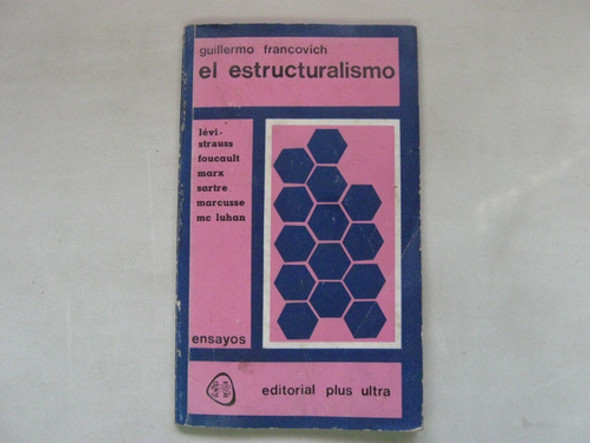 guillermo francovich
el estructuralismo
lévi-
strauss
foucault
marx
sartre
marcusse
mc luhan
ensayos
editorial plus ultra